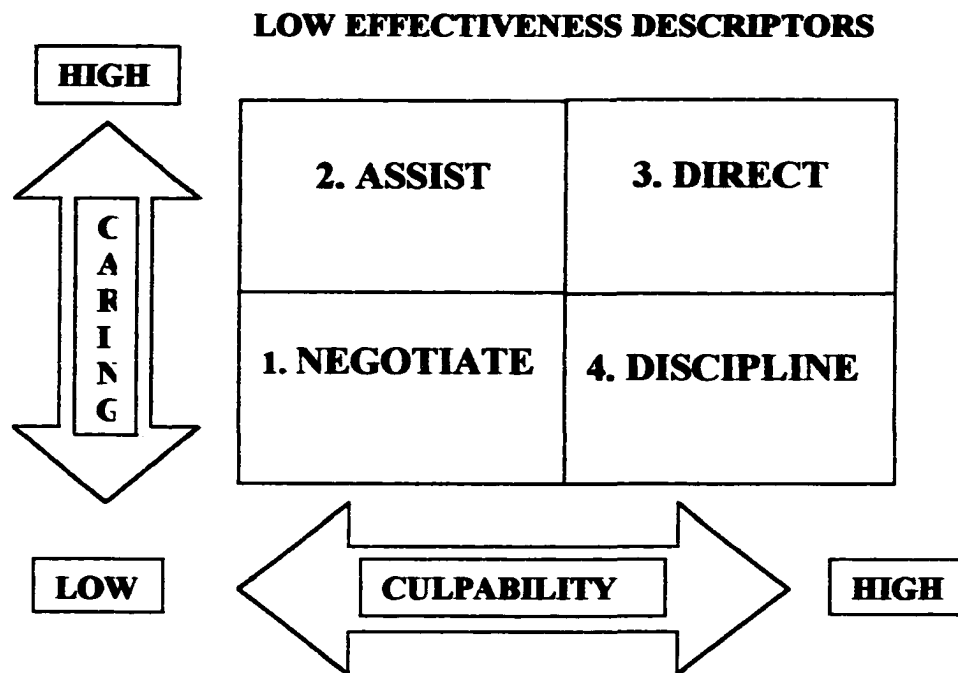 LOW EFFECTIVENESS DESCRIPTORS
HIGH
2. ASSIST
3. DIRECT
CARING
1. NEGOTIATE
4. DISCIPLINE
LOW
CULPABILITY
HIGH